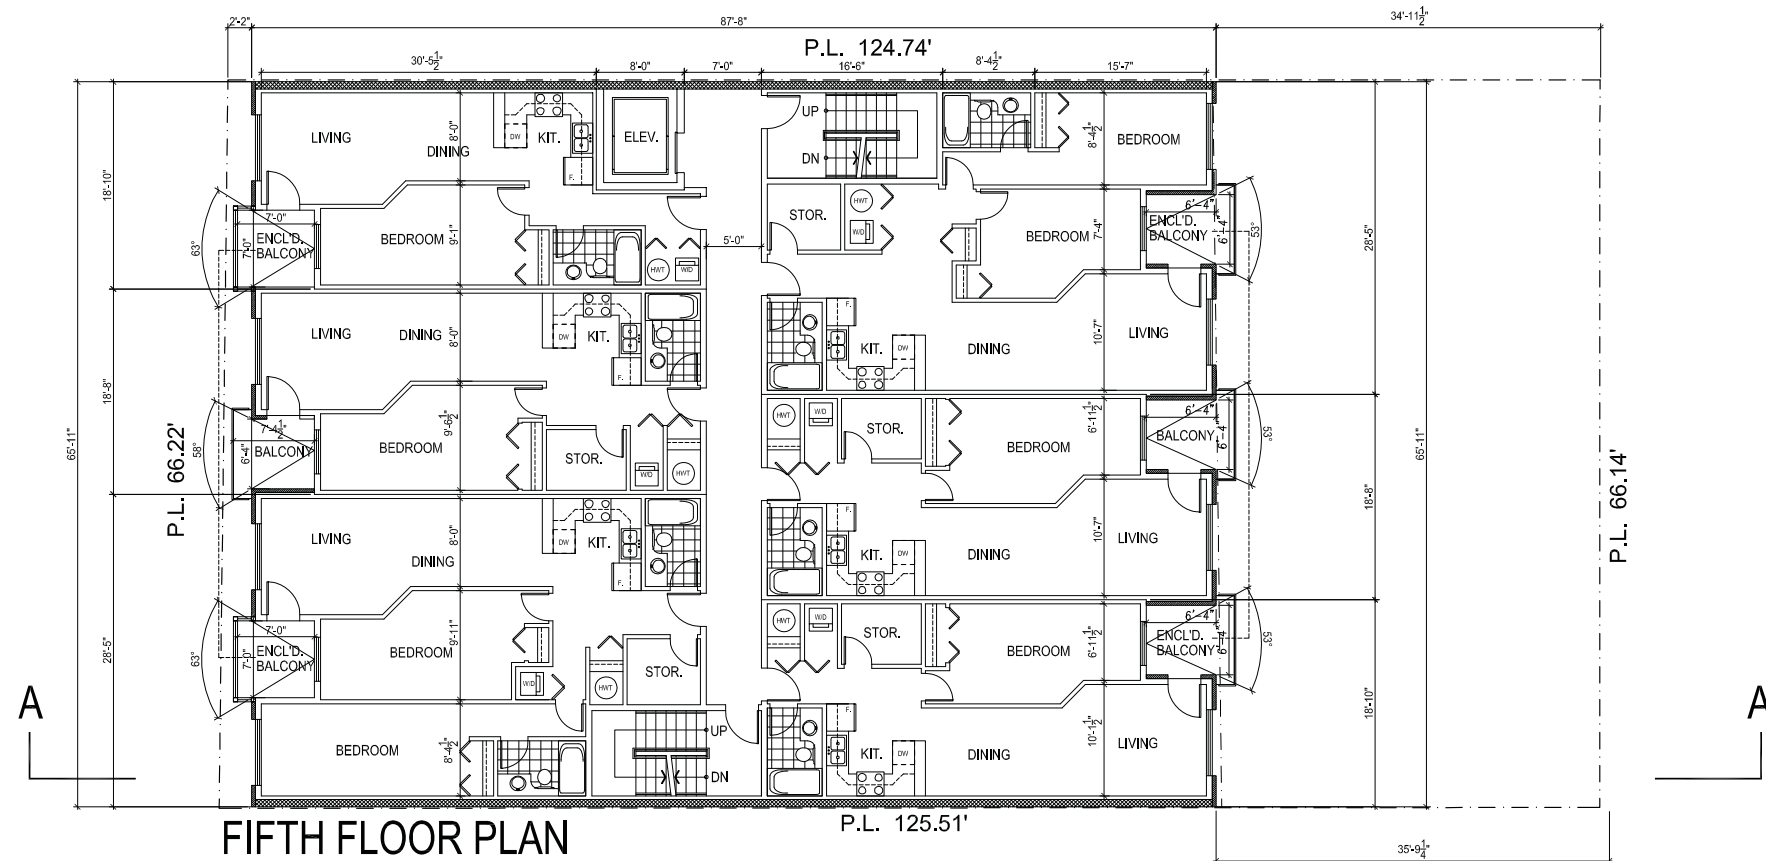 2'-2"
87'-8"
34'-11½"
P.L. 124.74'
30'-5½"
8'-0"
7'-0"
16'-6"
8'-4½"
15'-7"
UP
LIVING
DINING
8'-0"
DW
KIT.
F.
ELEV.
DN
8'-4½"
BEDROOM
18'-10"
63°
7'-0"
7'-0"
ENCL'D.
BALCONY
BEDROOM
9'-1"
HWT
W/D
5'-0"
STOR.
HWT
W/D
BEDROOM
7'-4"
6'-4"
ENCL'D.
BALCONY
6'-4"
53°
28'-5"
LIVING
DINING
8'-0"
DW
KIT.
F.
F.
KIT.
DW
DINING
10'-7"
LIVING
18'-8"
65'-11"
P.L. 66.22'
58°
7'-4½"
6'-4"
BALCONY
BEDROOM
9'-6½"
STOR.
W/D
HWT
HWT
W/D
STOR.
BEDROOM
6'-11½"
6'-4"
BALCONY
6'-4"
53°
65'-11"
P.L. 66.14'
LIVING
DINING
8'-0"
DW
KIT.
F.
F.
KIT.
DW
DINING
10'-7"
LIVING
18'-8"
28'-5"
63°
7'-0"
7'-0"
ENCL'D.
BALCONY
BEDROOM
9'-11"
W/D
HWT
STOR.
HWT
W/D
STOR.
BEDROOM
6'-11½"
6'-4"
ENCL'D.
BALCONY
6'-4"
53°
A
A
BEDROOM
8'-4½"
UP
DN
F.
KIT.
DW
DINING
10'-1½"
LIVING
18'-10"
FIFTH FLOOR PLAN
P.L. 125.51'
35'-9¼"